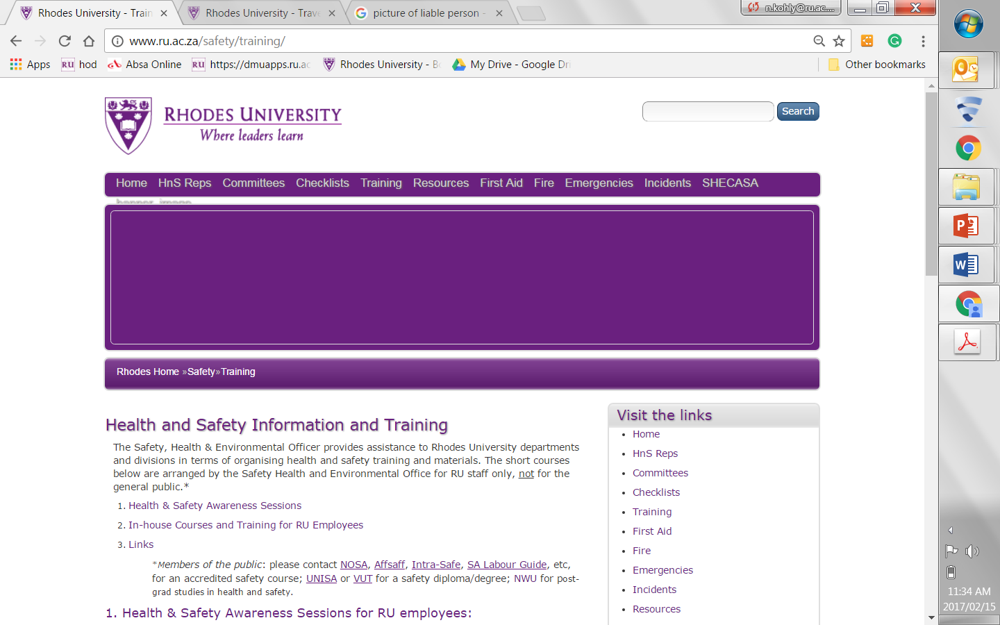 Rhodes University - Train
Rhodes University - Trave
picture of liable person -
n.kohly@ru.ac....
www.ru.ac.za/safety/training/
Apps
hod
Absa Online
https://dmuapps.ru.ac
Rhodes University - Bo
My Drive - Google Dri
Other bookmarks
RHODES UNIVERSITY
Where leaders learn
Search
Home HnS Reps Committees Checklists Training Resources First Aid Fire Emergencies Incidents SHECASA
banner_image
Rhodes Home »Safety»Training
Health and Safety Information and Training
The Safety, Health & Environmental Officer provides assistance to Rhodes University departments
and divisions in terms of organising health and safety training and materials. The short courses
below are arranged by the Safety Health and Environmental Office for RU staff only, not for the
general public.*
1. Health & Safety Awareness Sessions
2. In-house Courses and Training for RU Employees
3. Links
*Members of the public: please contact NOSA, Affsaff, Intra-Safe, SA Labour Guide, etc,
for an accredited safety course; UNISA or VUT for a safety diploma/degree; NWU for post-
grad studies in health and safety.
1. Health & Safety Awareness Sessions for RU employees:
Visit the links
Home
HnS Reps
Committees
Checklists
Training
First Aid
Fire
Emergencies
Incidents
Resources
11:34 AM
2017/02/15